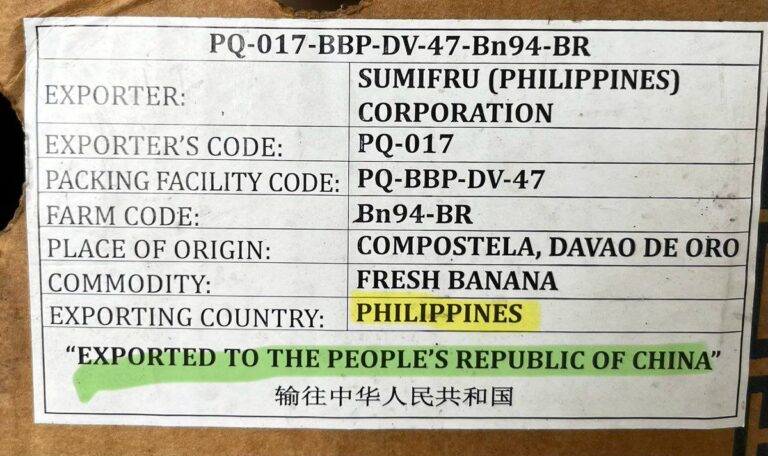 PQ-017-BBP-DV-47-Bn94-BR
EXPORTER: SUMIFRU (PHILIPPINES)
CORPORATION
EXPORTER'S CODE: PQ-017
PACKING FACILITY CODE: PQ-BBP-DV-47
FARM CODE: Bn94-BR
PLACE OF ORIGIN: COMPOSTELA, DAVAO DE ORO
COMMODITY: FRESH BANANA
EXPORTING COUNTRY: PHILIPPINES
“EXPORTED TO THE PEOPLE'S REPUBLIC OF CHINA”
输往中华人民共和国